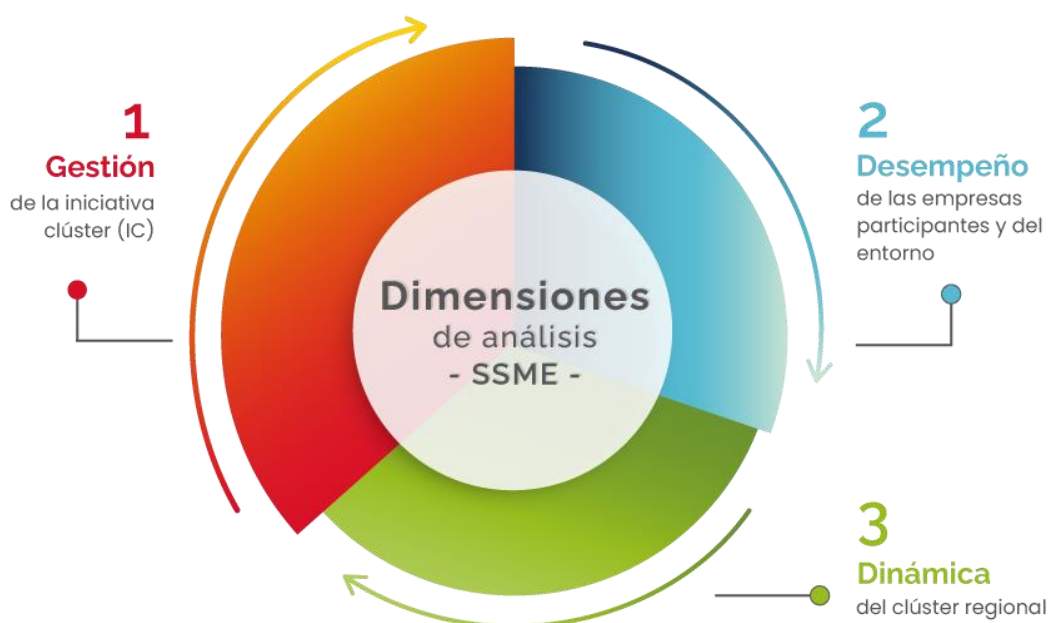 1
Gestión
de la iniciativa
clúster (IC)
2
Desempeño
de las empresas
participantes y del
entorno
Dimensiones
de análisis
- SSME -
3
Dinámica
del clúster regional